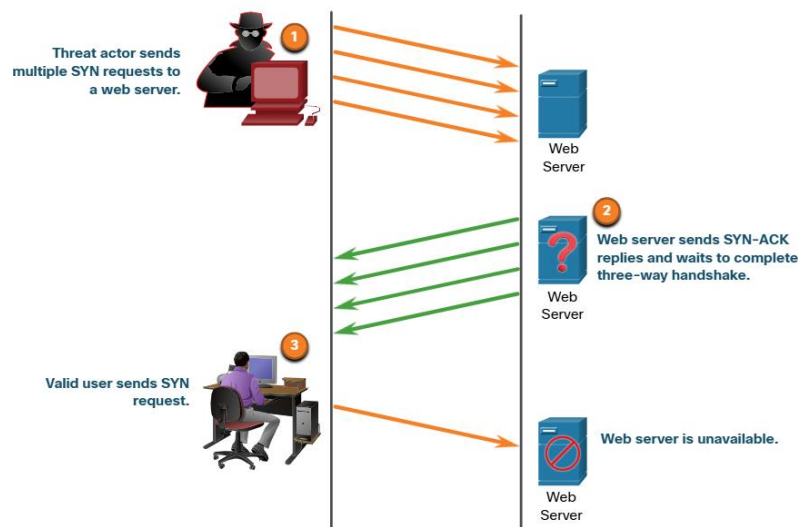 1
Threat actor sends
multiple SYN requests to
a web server.
Web
Server
2
Web server sends SYN-ACK
replies and waits to complete
three-way handshake.
Web
Server
3
Valid user sends SYN
request.
Web server is unavailable.
Web
Server